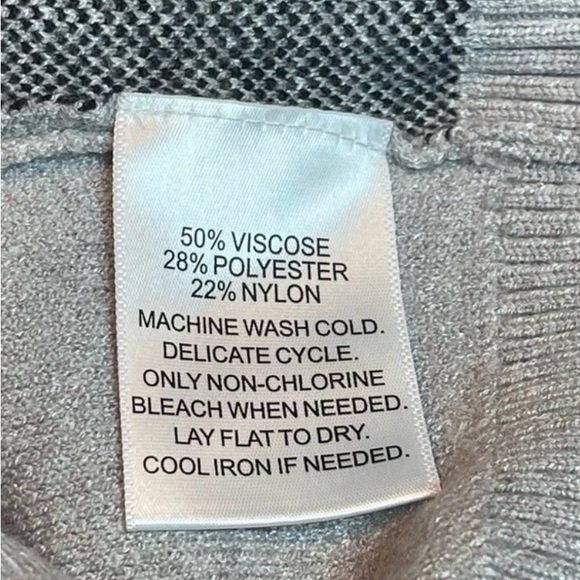 50% VISCOSE
28% POLYESTER
22% NYLON
MACHINE WASH COLD.
DELICATE CYCLE.
ONLY NON-CHLORINE
BLEACH WHEN NEEDED.
LAY FLAT TO DRY.
COOL IRON IF NEEDED.